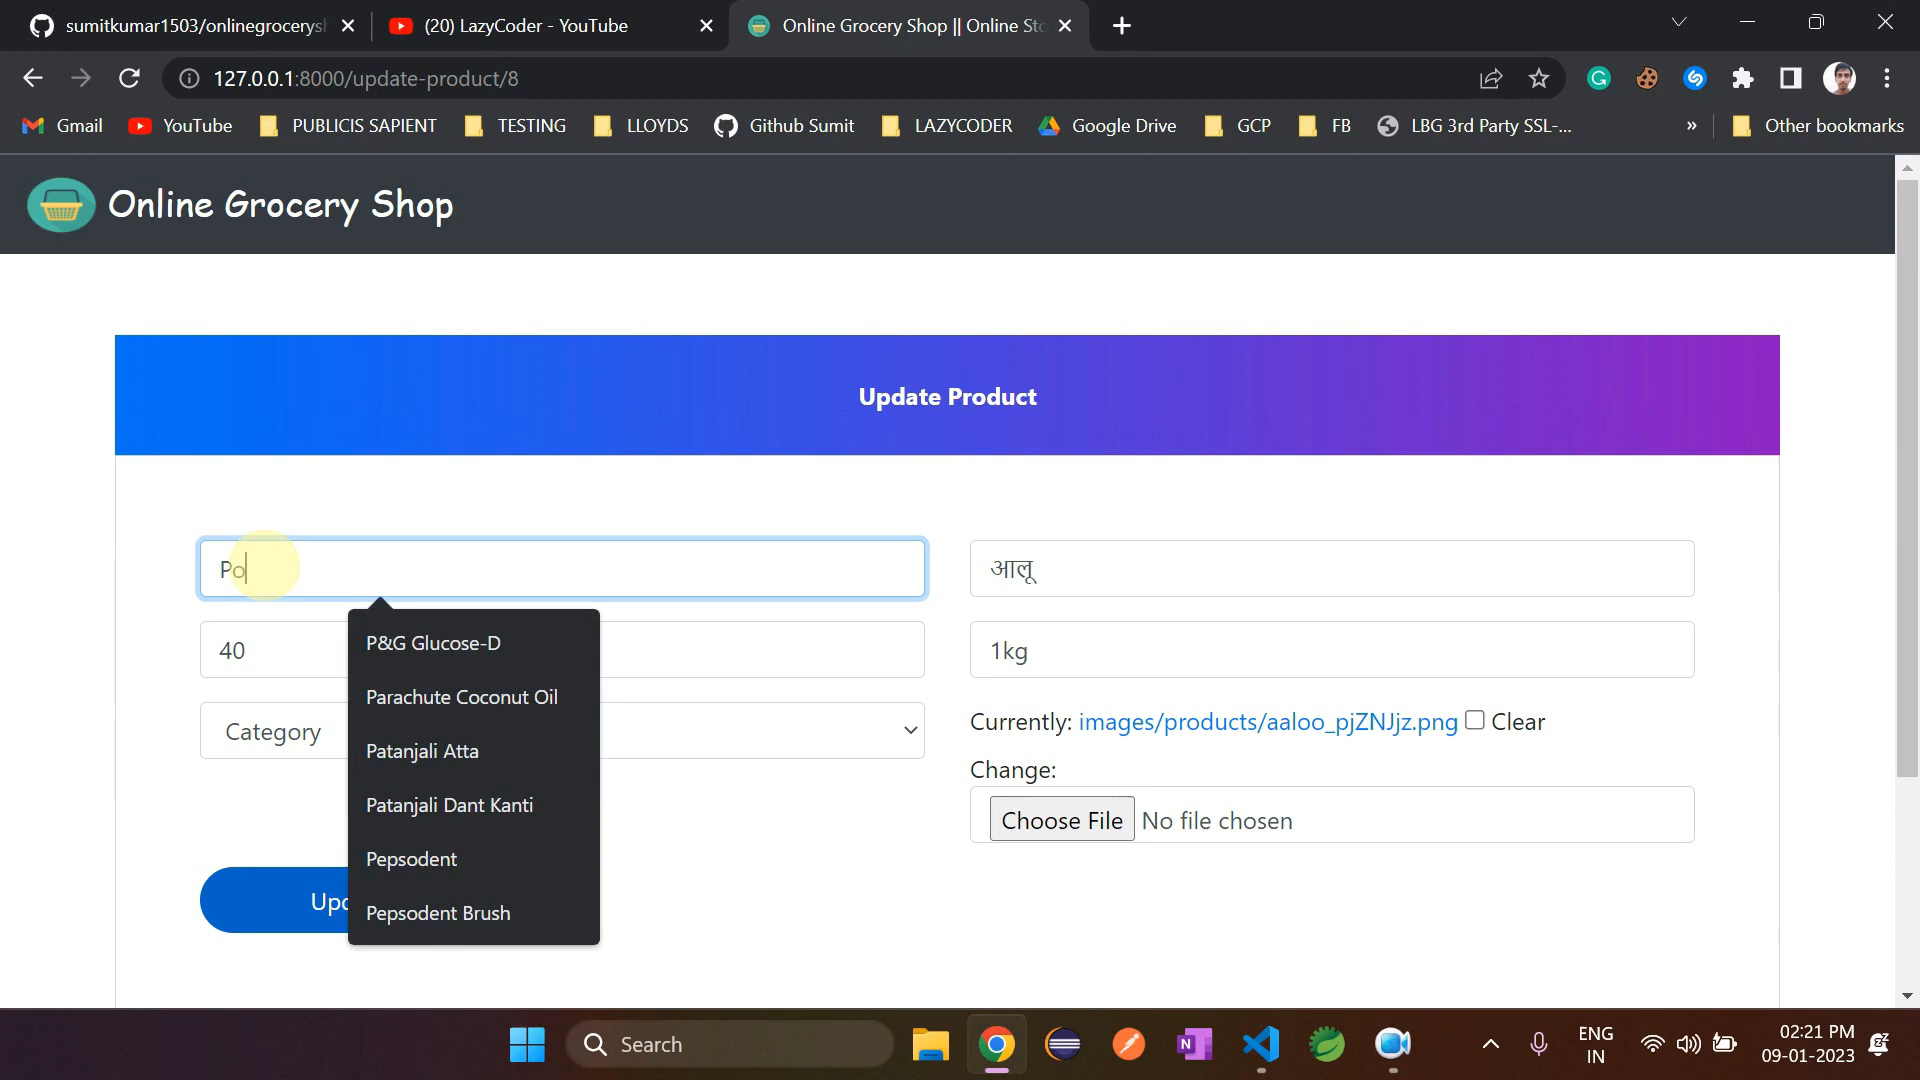 sumitkumar1503/onlinegrocerysh
(20) LazyCoder - YouTube
Online Grocery Shop || Online Sto
127.0.0.1:8000/update-product/8
Gmail
YouTube
PUBLICIS SAPIENT
TESTING
LLOYDS
Github Sumit
LAZYCODER
Google Drive
GCP
FB
LBG 3rd Party SSL-...
»
Other bookmarks
Online Grocery Shop
Update Product
Po
आलू
P&G Glucose-D
40
1kg
Parachute Coconut Oil
Category
Currently: images/products/aaloo_pjZNJjz.png Clear
Patanjali Atta
Change:
Patanjali Dant Kanti
Choose File No file chosen
Pepsodent
Upd
Pepsodent Brush
Search
ENG
IN
02:21 PM
09-01-2023